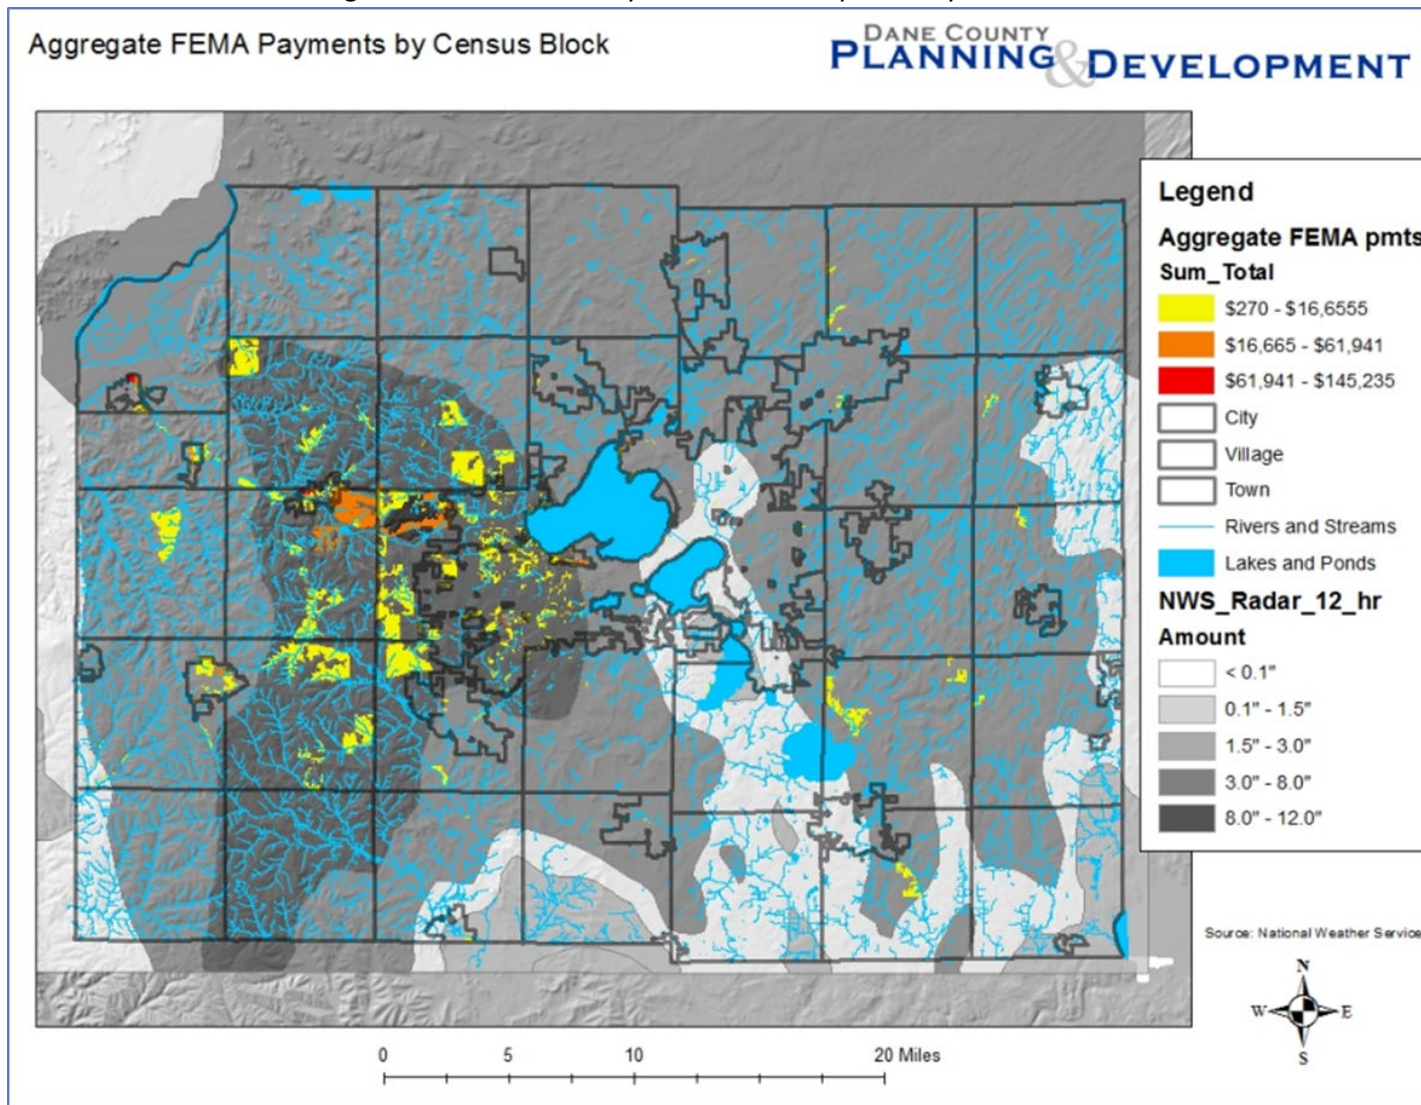 Aggregate FEMA Payments by Census Block
DANE COUNTY
PLANNING & DEVELOPMENT
Legend
Aggregate FEMA pmts
Sum_Total
$270 - $16,6555
$16,665 - $61,941
$61,941 - $145,235
City
Village
Town
Rivers and Streams
Lakes and Ponds
NWS_Radar_12_hr
Amount
< 0.1"
0.1" - 1.5"
1.5" - 3.0"
3.0" - 8.0"
8.0" - 12.0"
Source: National Weather Service
N
W E
S
0 5 10 20 Miles